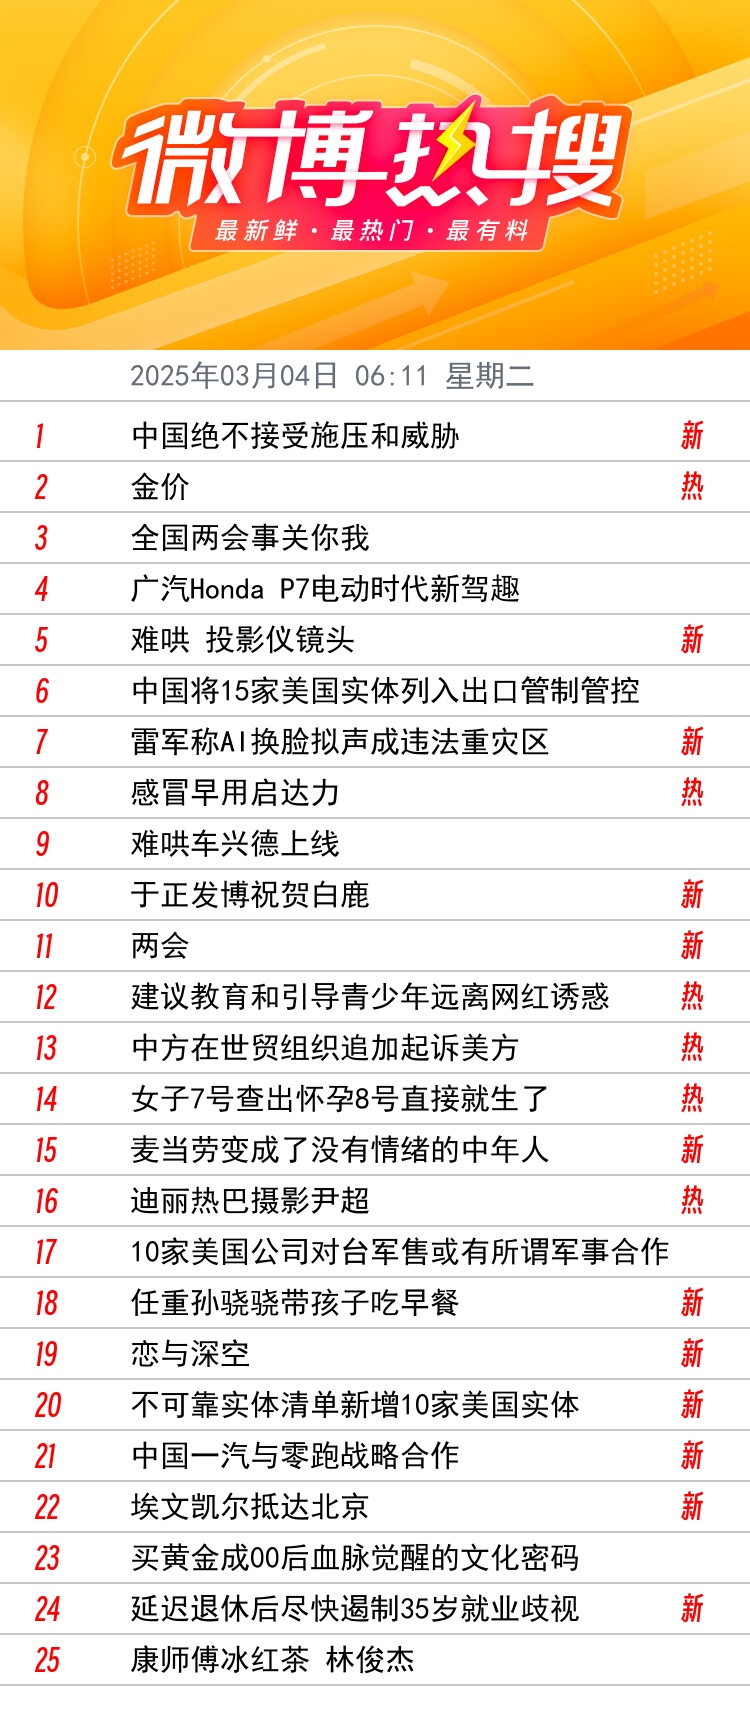 微博热搜
最新鲜·最热门·最有料
2025年03月04日 06:11 星期二
1 中国绝不接受施压和威胁 新
2 金价 热
3 全国两会事关你我
4 广汽Honda P7电动时代新驾趣
5 难哄 投影仪镜头 新
6 中国将15家美国实体列入出口管制管控
7 雷军称AI换脸拟声成违法重灾区 新
8 感冒早用启达力 热
9 难哄车兴德上线
10 于正发博祝贺白鹿 新
11 两会 新
12 建议教育和引导青少年远离网红诱惑 热
13 中方在世贸组织追加起诉美方 热
14 女子7号查出怀孕8号直接就生了 热
15 麦当劳变成了没有情绪的中年人 新
16 迪丽热巴摄影尹超 热
17 10家美国公司对台军售或有所谓军事合作
18 任重孙骁骁带孩子吃早餐 新
19 恋与深空 新
20 不可靠实体清单新增10家美国实体 新
21 中国一汽与零跑战略合作 新
22 埃文凯尔抵达北京 新
23 买黄金成00后血脉觉醒的文化密码
24 延迟退休后尽快遏制35岁就业歧视 新
25 康师傅冰红茶 林俊杰